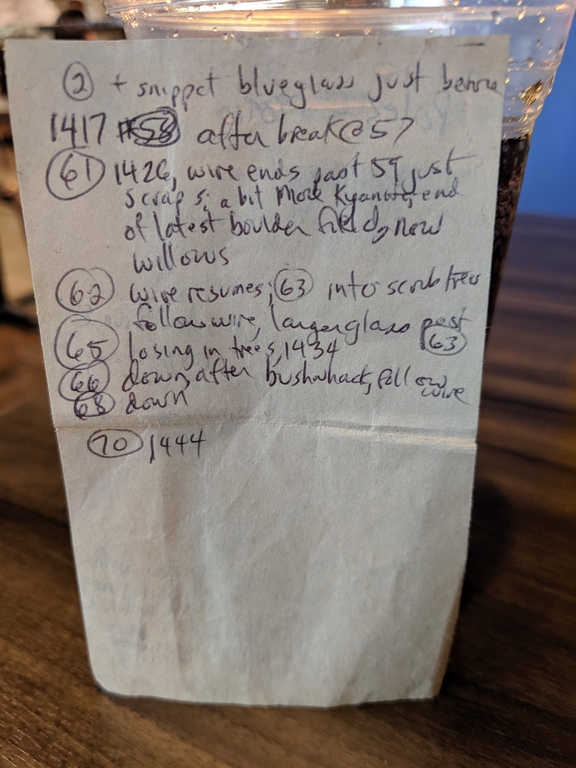 ② + snippet blueglass just before
1417 #58 after break @ 57
61 1426, wire ends past 59, just
scraps, a bit more Kyanite, end
of latest boulder field, now
willows
62 wire resumes; 63 into scrub trees
follow wire, larger glass past
65 losing in trees, 1434 63
66 down, after bushwhack, follow
wire
68 down
70 1444